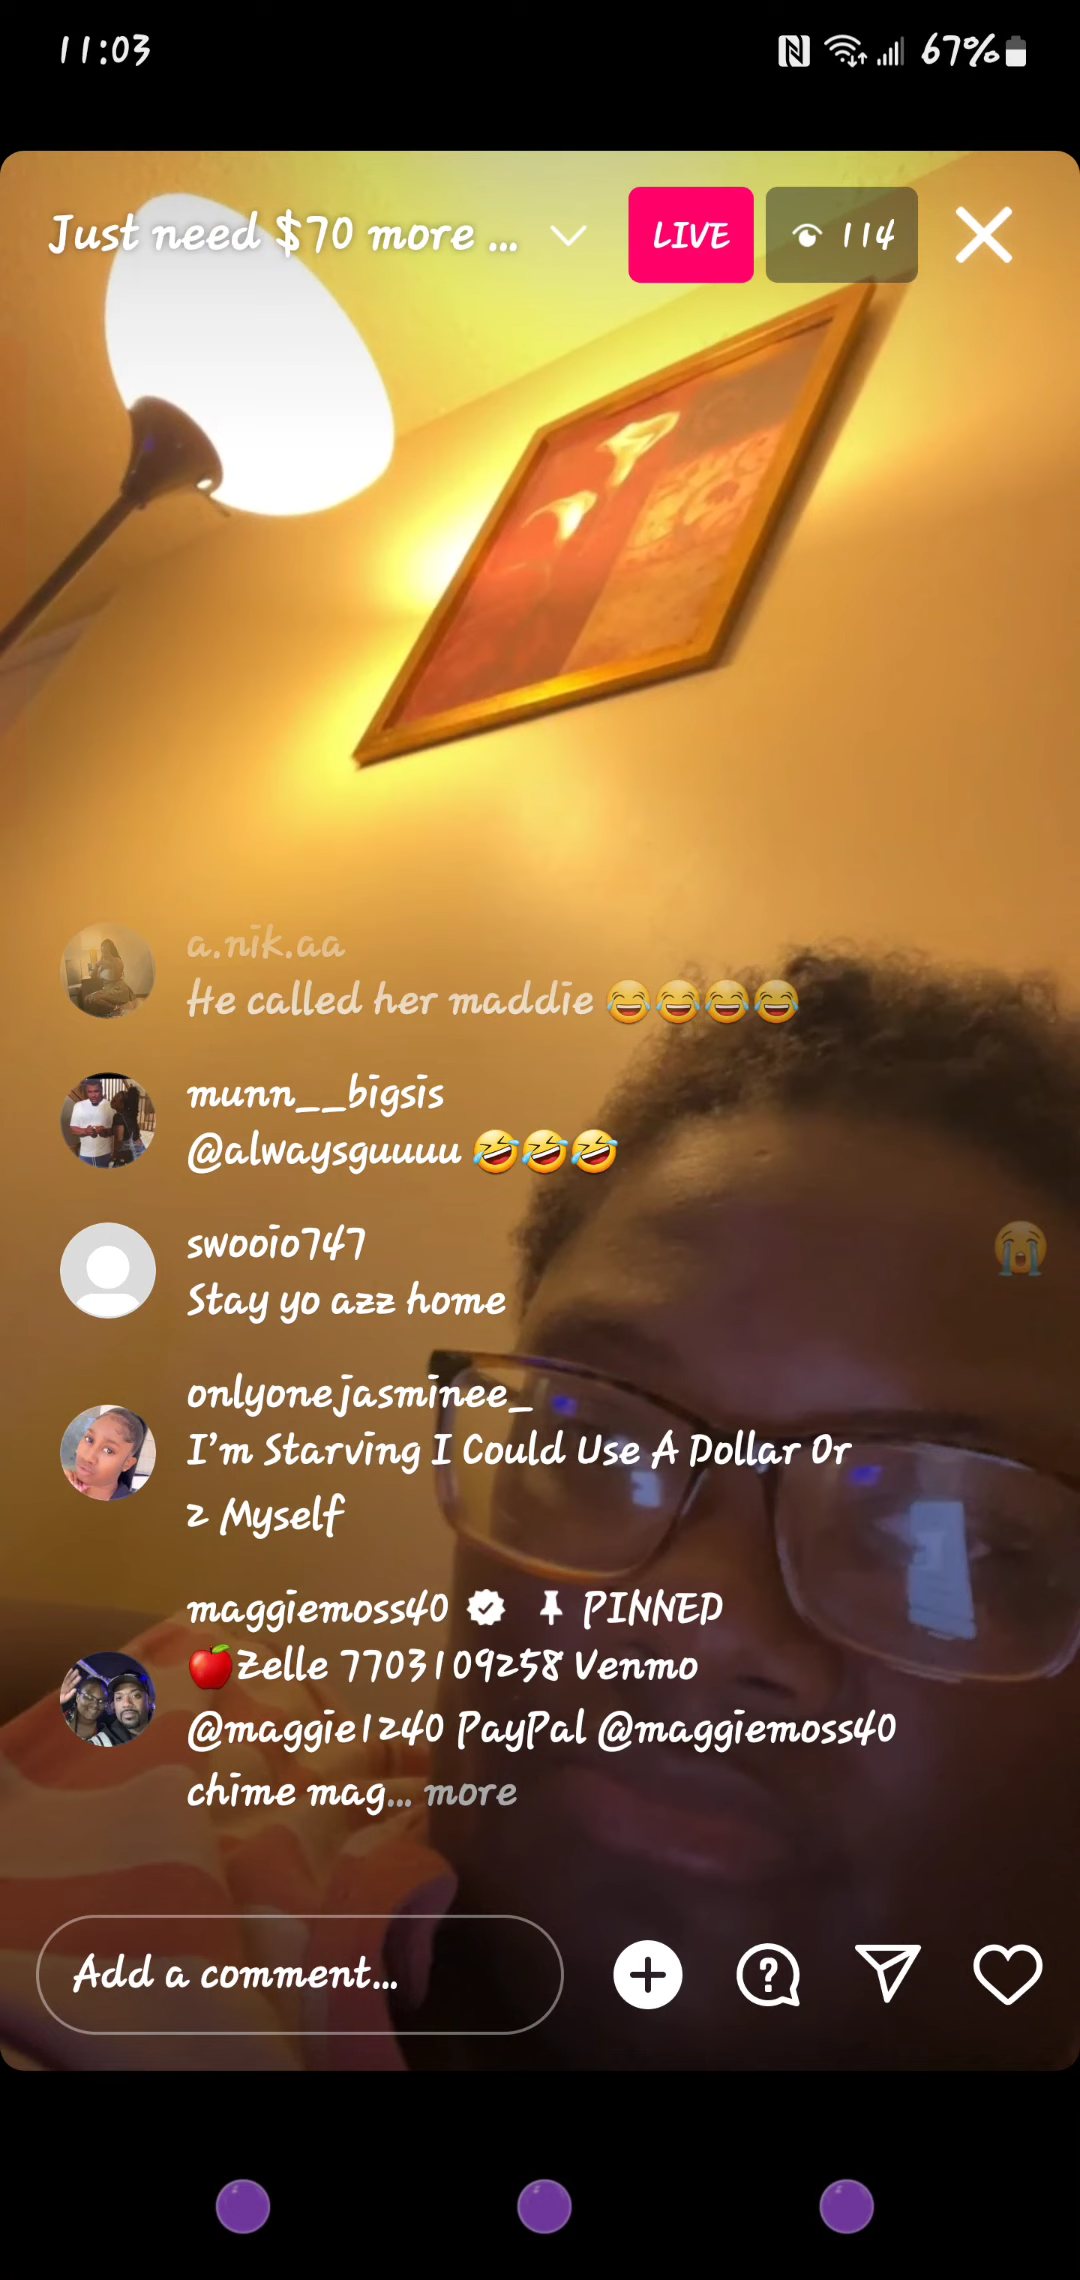 11:03
67%
Just need $70 more ...
LIVE
114
a.nik.aa
He called her maddie 😂😂😂😂
munn__bigsis
@alwaysguuuu 🤣🤣🤣
swooio747
Stay yo azz home
onlyonejasminee_
I'm Starving I Could Use A Dollar Or
2 Myself
maggiemoss40 PINNED
🍎Zelle 7703109258 Venmo
@maggie1240 PayPal @maggiemoss40
chime mag... more
Add a comment...